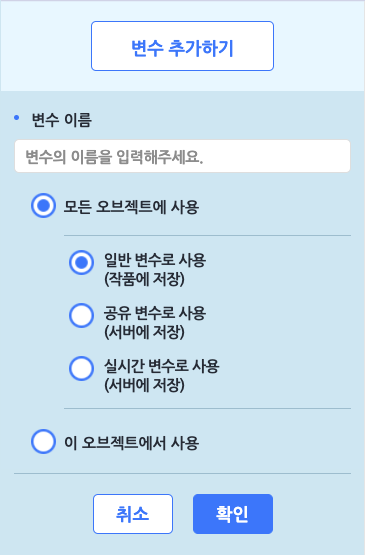 변수 추가하기
변수 이름
변수의 이름을 입력해주세요.
모든 오브젝트에 사용
일반 변수로 사용
(작품에 저장)
공유 변수로 사용
(서버에 저장)
실시간 변수로 사용
(서버에 저장)
이 오브젝트에서 사용
취소
확인